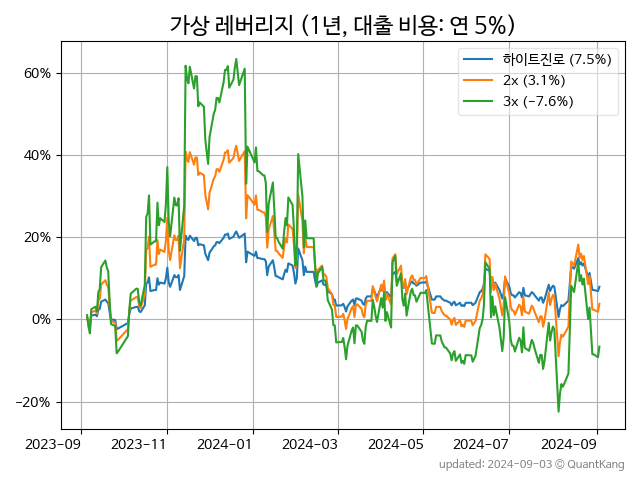 가상 레버리지 (1년, 대출 비용: 연 5%)
하이트진로 (7.5%)
2x (3.1%)
3x (−7.6%)
60%
40%
20%
0%
−20%
2023-09
2023-11
2024-01
2024-03
2024-05
2024-07
2024-09
updated: 2024-09-03 © QuantKang